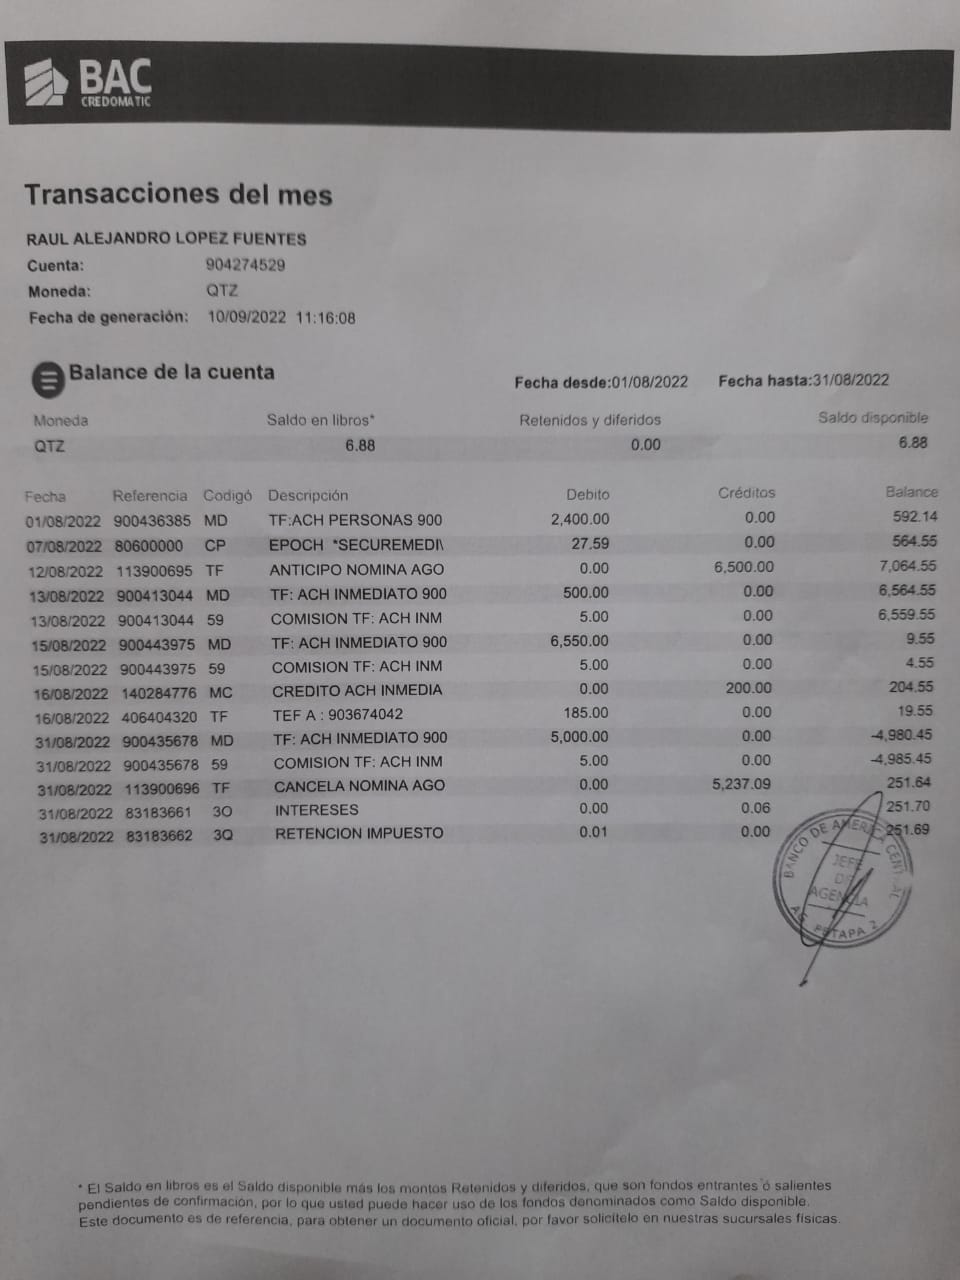 BAC
CREDOMATIC
Transacciones del mes
RAUL ALEJANDRO LOPEZ FUENTES
Cuenta: 904274529
Moneda: QTZ
Fecha de generación: 10/09/2022 11:16:08
Balance de la cuenta Fecha desde:01/08/2022 Fecha hasta:31/08/2022
Moneda Saldo en libros* Retenidos y diferidos Saldo disponible
QTZ 6.88 0.00 6.88
Fecha Referencia Codigó Descripción Debito Créditos Balance
01/08/2022 900436385 MD TF:ACH PERSONAS 900 2,400.00 0.00 592.14
07/08/2022 80600000 CP EPOCH *SECUREMEDI\ 27.59 0.00 564.55
12/08/2022 113900695 TF ANTICIPO NOMINA AGO 0.00 6,500.00 7,064.55
13/08/2022 900413044 MD TF: ACH INMEDIATO 900 500.00 0.00 6,564.55
13/08/2022 900413044 59 COMISION TF: ACH INM 5.00 0.00 6,559.55
15/08/2022 900443975 MD TF: ACH INMEDIATO 900 6,550.00 0.00 9.55
15/08/2022 900443975 59 COMISION TF: ACH INM 5.00 0.00 4.55
16/08/2022 140284776 MC CREDITO ACH INMEDIA 0.00 200.00 204.55
16/08/2022 406404320 TF TEF A : 903674042 185.00 0.00 19.55
31/08/2022 900435678 MD TF: ACH INMEDIATO 900 5,000.00 0.00 -4,980.45
31/08/2022 900435678 59 COMISION TF: ACH INM 5.00 0.00 -4,985.45
31/08/2022 113900696 TF CANCELA NOMINA AGO 0.00 5,237.09 251.64
31/08/2022 83183661 3O INTERESES 0.00 0.06 251.70
31/08/2022 83183662 3Q RETENCION IMPUESTO 0.01 0.00 251.69
BANCO DE AMERICA CENTRAL
JEFE
DE
AGENCIA
AG. PETAPA 2
* El Saldo en libros es el Saldo disponible más los montos Retenidos y diferidos, que son fondos entrantes ó salientes
pendientes de confirmación, por lo que usted puede hacer uso de los fondos denominados como Saldo disponible.
Este documento es de referencia, para obtener un documento oficial, por favor solicítelo en nuestras sucursales físicas.